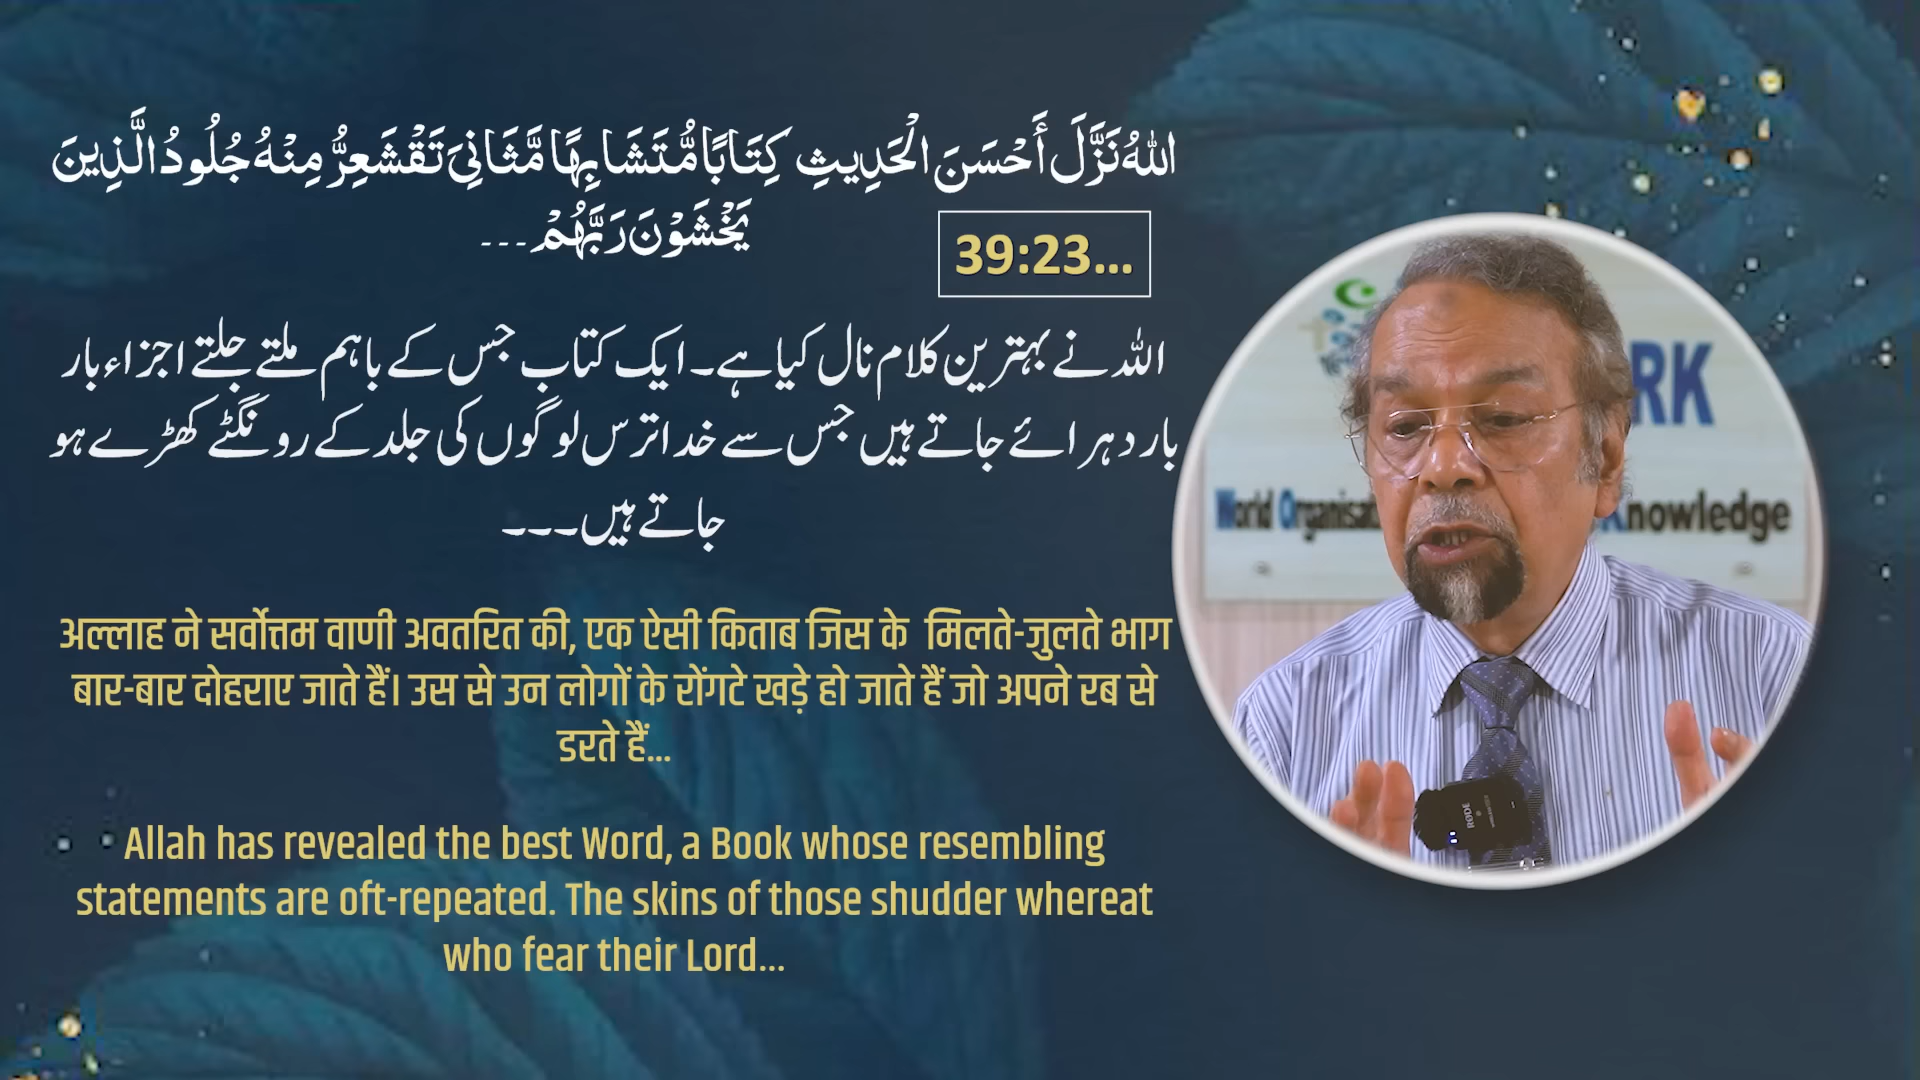 اللهُ نَزَّلَ أَحْسَنَ الْحَدِيثِ كِتَابًا مُّتَشَابِهًا مَّثَانِيَ تَقْشَعِرُّ مِنْهُ جُلُودُ الَّذِينَ
يَخْشَوْنَ رَبَّهُمْ ---
39:23...
اللہ نے بہترین کلام نال کیا ہے۔ ایک کتاب جس کے باہم ملتے جلتے اجزاء بار
بار دہرائے جاتے ہیں جس سے خدا ترس لوگوں کی جلد کے رونگٹے کھڑے ہو
جاتے ہیں۔۔۔
अल्लाह ने सर्वोत्तम वाणी अवतरित की, एक ऐसी किताब जिस के मिलते-जुलते भाग
बार-बार दोहराए जाते हैं। उस से उन लोगों के रोंगटे खड़े हो जाते हैं जो अपने रब से
डरते हैं...
Allah has revealed the best Word, a Book whose resembling
statements are oft-repeated. The skins of those shudder whereat
who fear their Lord...
RK
World Organisat Knowledge
RØDE